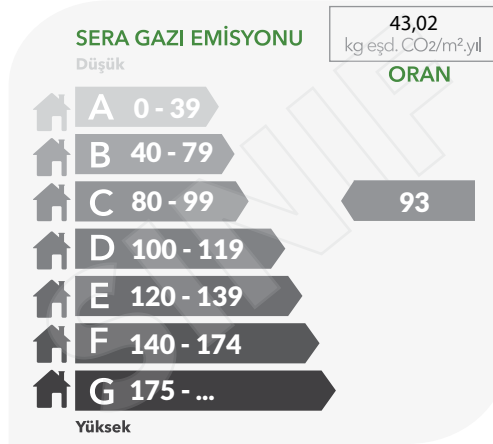 SERA GAZI EMİSYONU
43,02
kg eşd. CO2/m².yıl
Düşük
ORAN
A 0 - 39
B 40 - 79
C 80 - 99
93
D 100 - 119
E 120 - 139
F 140 - 174
G 175 - ...
Yüksek
SINIF